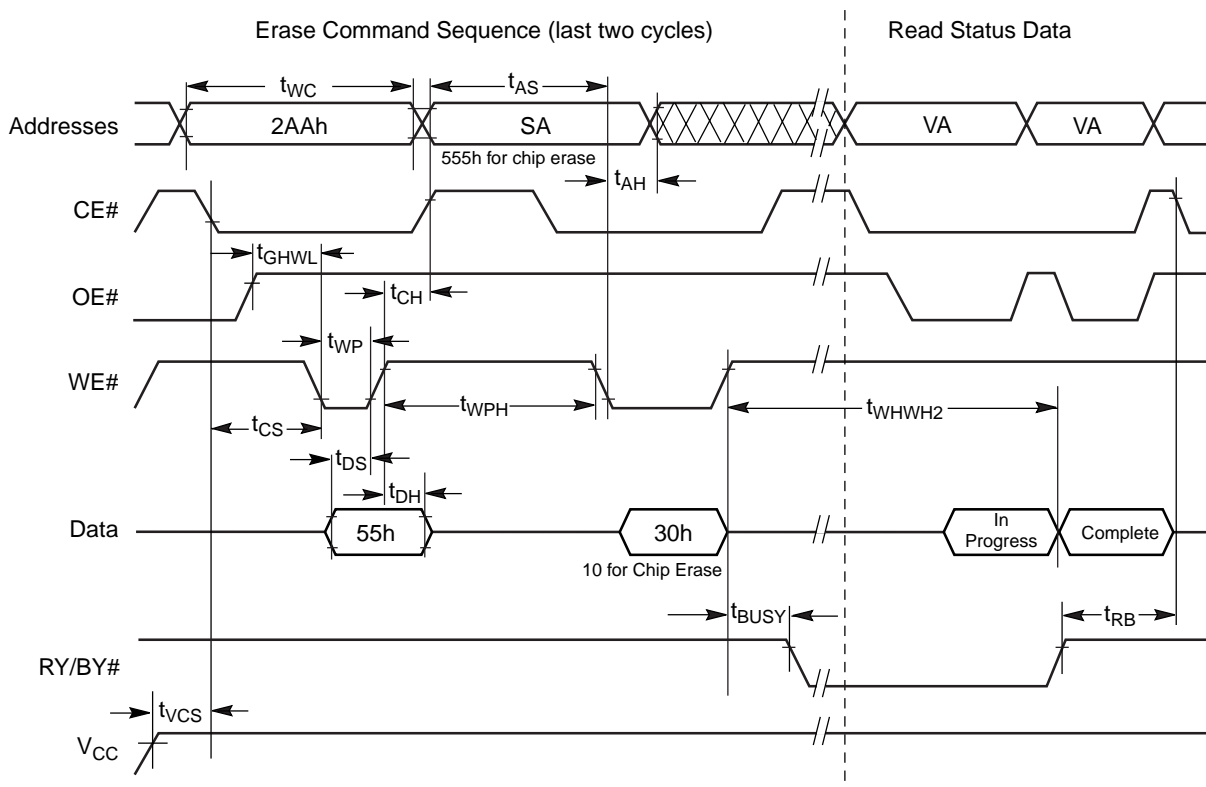 Erase Command Sequence (last two cycles)
Read Status Data
tWC
tAS
Addresses
2AAh
SA
VA
VA
555h for chip erase
tAH
CE#
tGHWL
OE#
tCH
tWP
WE#
tWPH
tWHWH2
tCS
tDS
tDH
Data
55h
30h
In
Progress
Complete
10 for Chip Erase
tBUSY
tRB
RY/BY#
tVCS
VCC